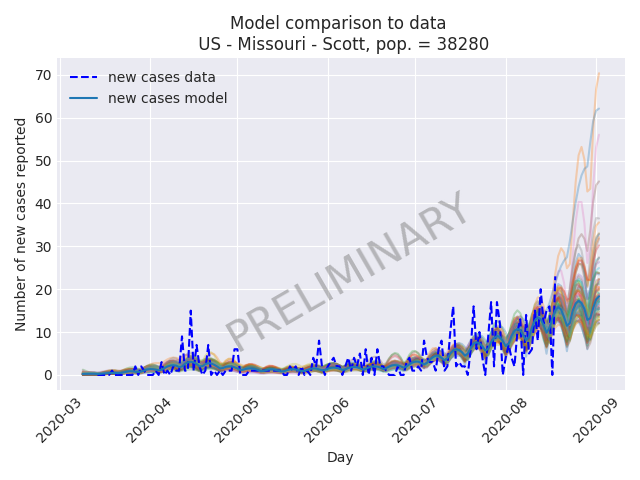 Model comparison to data
US - Missouri - Scott, pop. = 38280
new cases data
new cases model
PRELIMINARY
Number of new cases reported
70
60
50
40
30
20
10
0
2020-03
2020-04
2020-05
2020-06
2020-07
2020-08
2020-09
Day